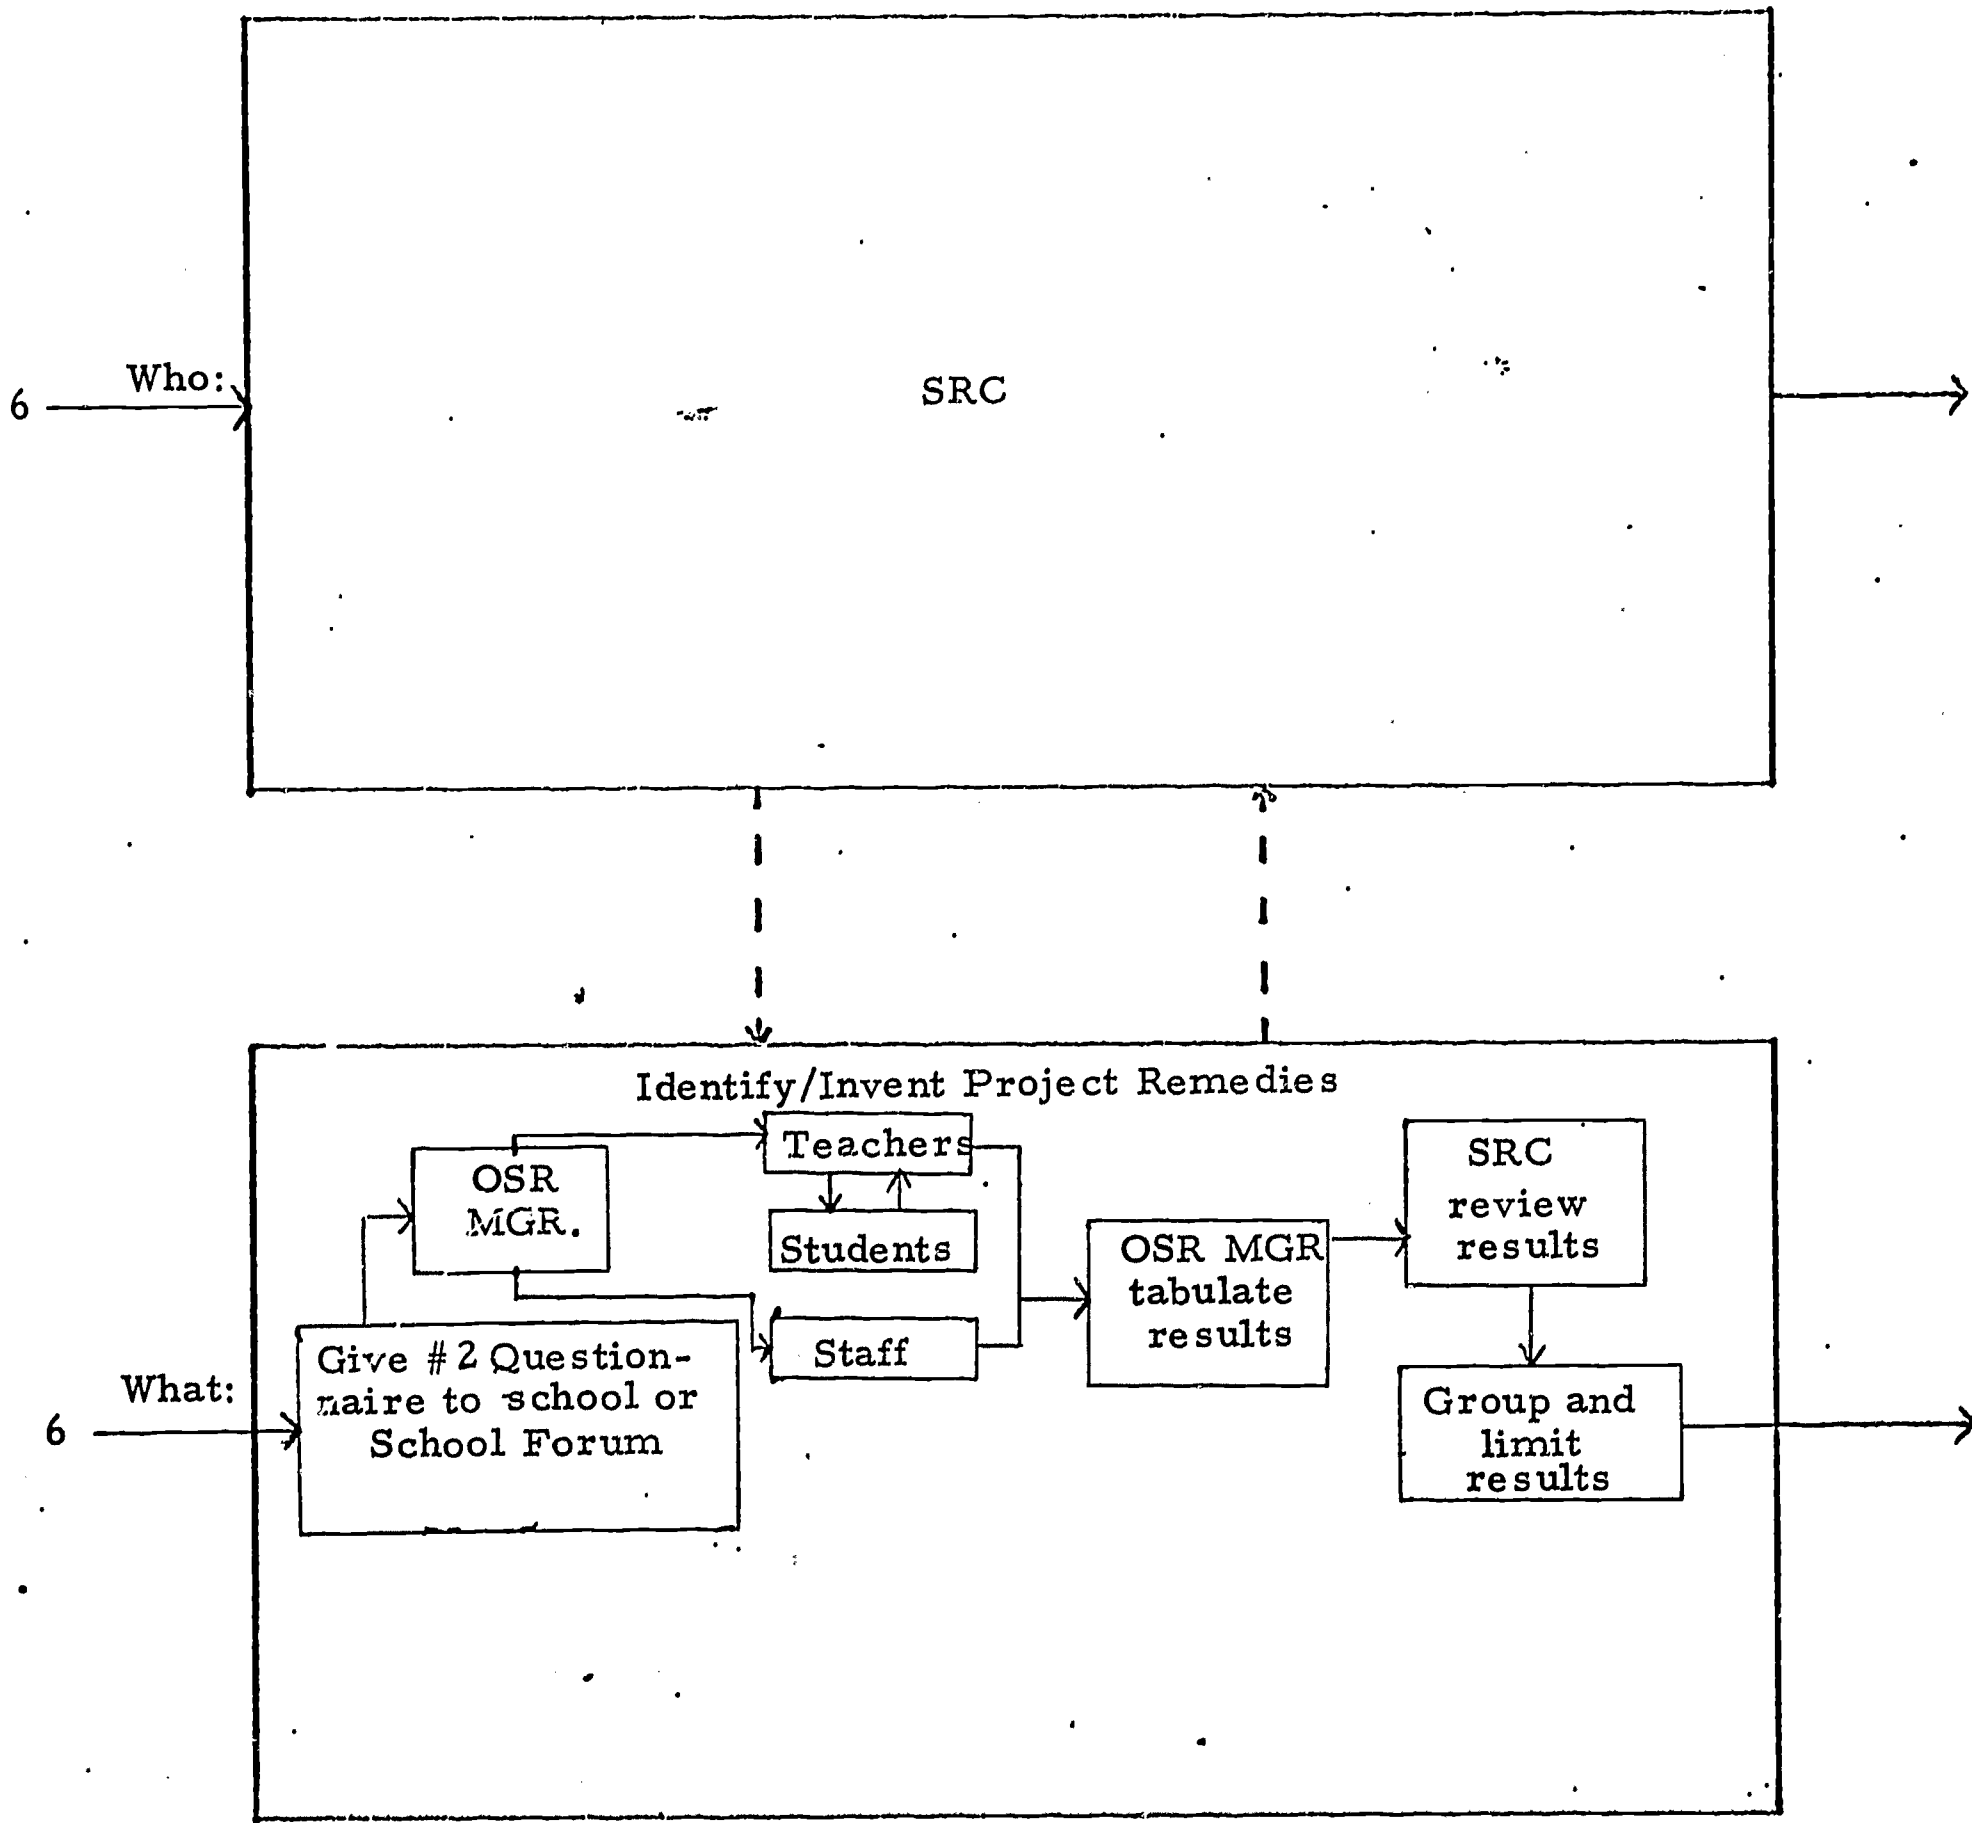 Who:
6
SRC
Identify/Invent Project Remedies
OSR
MGR.
Teachers
Students
Staff
OSR MGR
tabulate
results
SRC
review
results
Group and
limit
results
What:
6
Give #2 Question-
naire to school or
School Forum